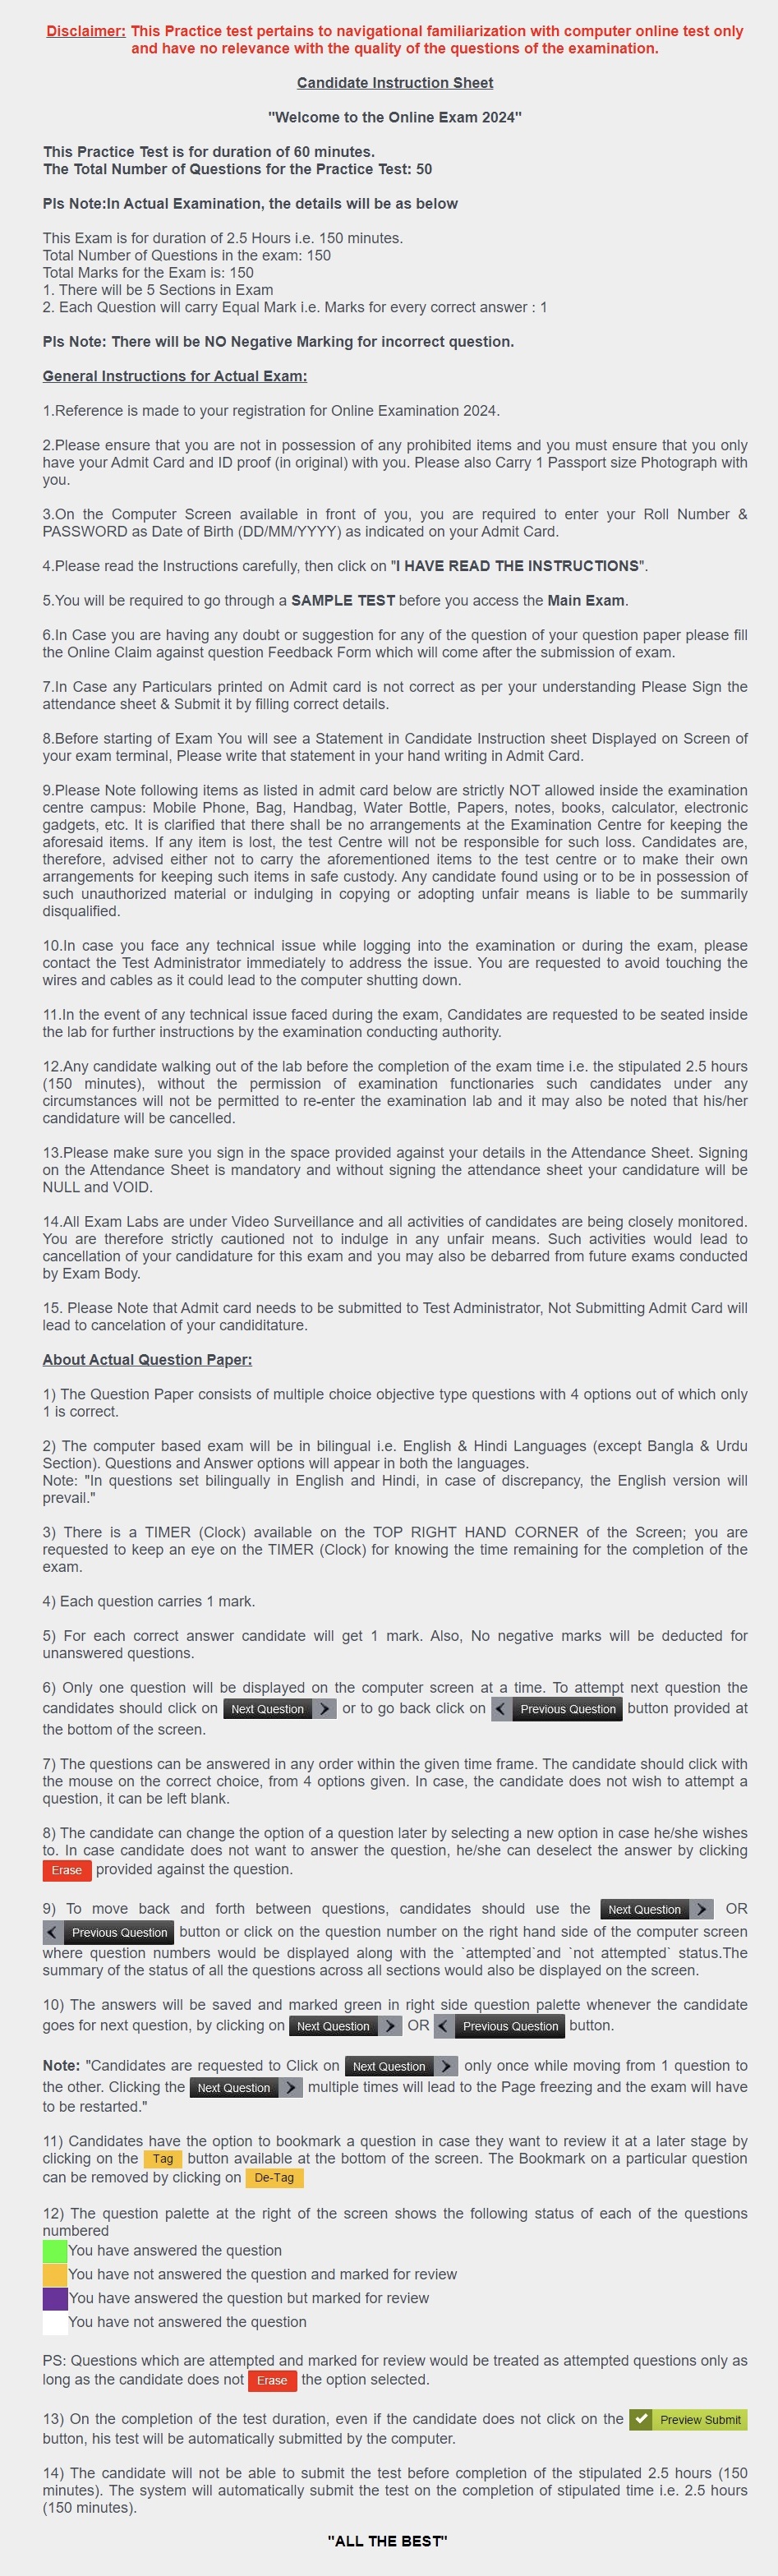 Disclaimer: This Practice test pertains to navigational familiarization with computer online test only
and have no relevance with the quality of the questions of the examination.
Candidate Instruction Sheet
"Welcome to the Online Exam 2024"
This Practice Test is for duration of 60 minutes.
The Total Number of Questions for the Practice Test: 50
Pls Note:In Actual Examination, the details will be as below
This Exam is for duration of 2.5 Hours i.e. 150 minutes.
Total Number of Questions in the exam: 150
Total Marks for the Exam is: 150
1. There will be 5 Sections in Exam
2. Each Question will carry Equal Mark i.e. Marks for every correct answer : 1
Pls Note: There will be NO Negative Marking for incorrect question.
General Instructions for Actual Exam:
1.Reference is made to your registration for Online Examination 2024.
2.Please ensure that you are not in possession of any prohibited items and you must ensure that you only
have your Admit Card and ID proof (in original) with you. Please also Carry 1 Passport size Photograph with
you.
3.On the Computer Screen available in front of you, you are required to enter your Roll Number &
PASSWORD as Date of Birth (DD/MM/YYYY) as indicated on your Admit Card.
4.Please read the Instructions carefully, then click on "I HAVE READ THE INSTRUCTIONS".
5.You will be required to go through a SAMPLE TEST before you access the Main Exam.
6.In Case you are having any doubt or suggestion for any of the question of your question paper please fill
the Online Claim against question Feedback Form which will come after the submission of exam.
7.In Case any Particulars printed on Admit card is not correct as per your understanding Please Sign the
attendance sheet & Submit it by filling correct details.
8.Before starting of Exam You will see a Statement in Candidate Instruction sheet Displayed on Screen of
your exam terminal, Please write that statement in your hand writing in Admit Card.
9.Please Note following items as listed in admit card below are strictly NOT allowed inside the examination
centre campus: Mobile Phone, Bag, Handbag, Water Bottle, Papers, notes, books, calculator, electronic
gadgets, etc. It is clarified that there shall be no arrangements at the Examination Centre for keeping the
aforesaid items. If any item is lost, the test Centre will not be responsible for such loss. Candidates are,
therefore, advised either not to carry the aforementioned items to the test centre or to make their own
arrangements for keeping such items in safe custody. Any candidate found using or to be in possession of
such unauthorized material or indulging in copying or adopting unfair means is liable to be summarily
disqualified.
10.In case you face any technical issue while logging into the examination or during the exam, please
contact the Test Administrator immediately to address the issue. You are requested to avoid touching the
wires and cables as it could lead to the computer shutting down.
11.In the event of any technical issue faced during the exam, Candidates are requested to be seated inside
the lab for further instructions by the examination conducting authority.
12.Any candidate walking out of the lab before the completion of the exam time i.e. the stipulated 2.5 hours
(150 minutes), without the permission of examination functionaries such candidates under any
circumstances will not be permitted to re-enter the examination lab and it may also be noted that his/her
candidature will be cancelled.
13.Please make sure you sign in the space provided against your details in the Attendance Sheet. Signing
on the Attendance Sheet is mandatory and without signing the attendance sheet your candidature will be
NULL and VOID.
14.All Exam Labs are under Video Surveillance and all activities of candidates are being closely monitored.
You are therefore strictly cautioned not to indulge in any unfair means. Such activities would lead to
cancellation of your candidature for this exam and you may also be debarred from future exams conducted
by Exam Body.
15. Please Note that Admit card needs to be submitted to Test Administrator, Not Submitting Admit Card will
lead to cancelation of your candiditature.
About Actual Question Paper:
1) The Question Paper consists of multiple choice objective type questions with 4 options out of which only
1 is correct.
2) The computer based exam will be in bilingual i.e. English & Hindi Languages (except Bangla & Urdu
Section). Questions and Answer options will appear in both the languages.
Note: "In questions set bilingually in English and Hindi, in case of discrepancy, the English version will
prevail."
3) There is a TIMER (Clock) available on the TOP RIGHT HAND CORNER of the Screen; you are
requested to keep an eye on the TIMER (Clock) for knowing the time remaining for the completion of the
exam.
4) Each question carries 1 mark.
5) For each correct answer candidate will get 1 mark. Also, No negative marks will be deducted for
unanswered questions.
6) Only one question will be displayed on the computer screen at a time. To attempt next question the
candidates should click on Next Question or to go back click on Previous Question button provided at
the bottom of the screen.
7) The questions can be answered in any order within the given time frame. The candidate should click with
the mouse on the correct choice, from 4 options given. In case, the candidate does not wish to attempt a
question, it can be left blank.
8) The candidate can change the option of a question later by selecting a new option in case he/she wishes
to. In case candidate does not want to answer the question, he/she can deselect the answer by clicking
Erase provided against the question.
9) To move back and forth between questions, candidates should use the Next Question OR
Previous Question button or click on the question number on the right hand side of the computer screen
where question numbers would be displayed along with the `attempted`and `not attempted` status.The
summary of the status of all the questions across all sections would also be displayed on the screen.
10) The answers will be saved and marked green in right side question palette whenever the candidate
goes for next question, by clicking on Next Question OR Previous Question button.
Note: "Candidates are requested to Click on Next Question only once while moving from 1 question to
the other. Clicking the Next Question multiple times will lead to the Page freezing and the exam will have
to be restarted."
11) Candidates have the option to bookmark a question in case they want to review it at a later stage by
clicking on the Tag button available at the bottom of the screen. The Bookmark on a particular question
can be removed by clicking on De-Tag
12) The question palette at the right of the screen shows the following status of each of the questions
numbered
You have answered the question
You have not answered the question and marked for review
You have answered the question but marked for review
You have not answered the question
PS: Questions which are attempted and marked for review would be treated as attempted questions only as
long as the candidate does not Erase the option selected.
13) On the completion of the test duration, even if the candidate does not click on the Preview Submit
button, his test will be automatically submitted by the computer.
14) The candidate will not be able to submit the test before completion of the stipulated 2.5 hours (150
minutes). The system will automatically submit the test on the completion of stipulated time i.e. 2.5 hours
(150 minutes).
"ALL THE BEST"